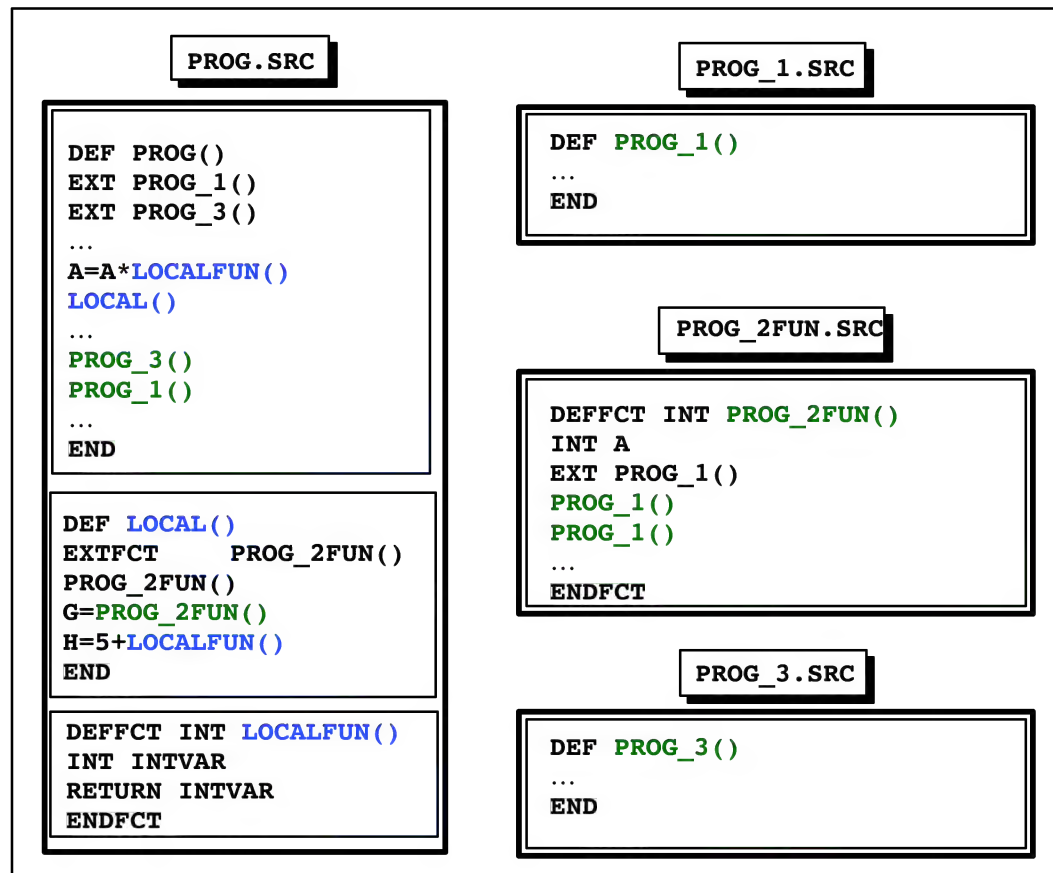 PROG.SRC
DEF PROG()
EXT PROG_1()
EXT PROG_3()
...
A=A*LOCALFUN()
LOCAL()
...
PROG_3()
PROG_1()
...
END
DEF LOCAL()
EXTFCT PROG_2FUN()
PROG_2FUN()
G=PROG_2FUN()
H=5+LOCALFUN()
END
DEFFCT INT LOCALFUN()
INT INTVAR
RETURN INTVAR
ENDFCT
PROG_1.SRC
DEF PROG_1()
...
END
PROG_2FUN.SRC
DEFFCT INT PROG_2FUN()
INT A
EXT PROG_1()
PROG_1()
PROG_1()
...
ENDFCT
PROG_3.SRC
DEF PROG_3()
...
END